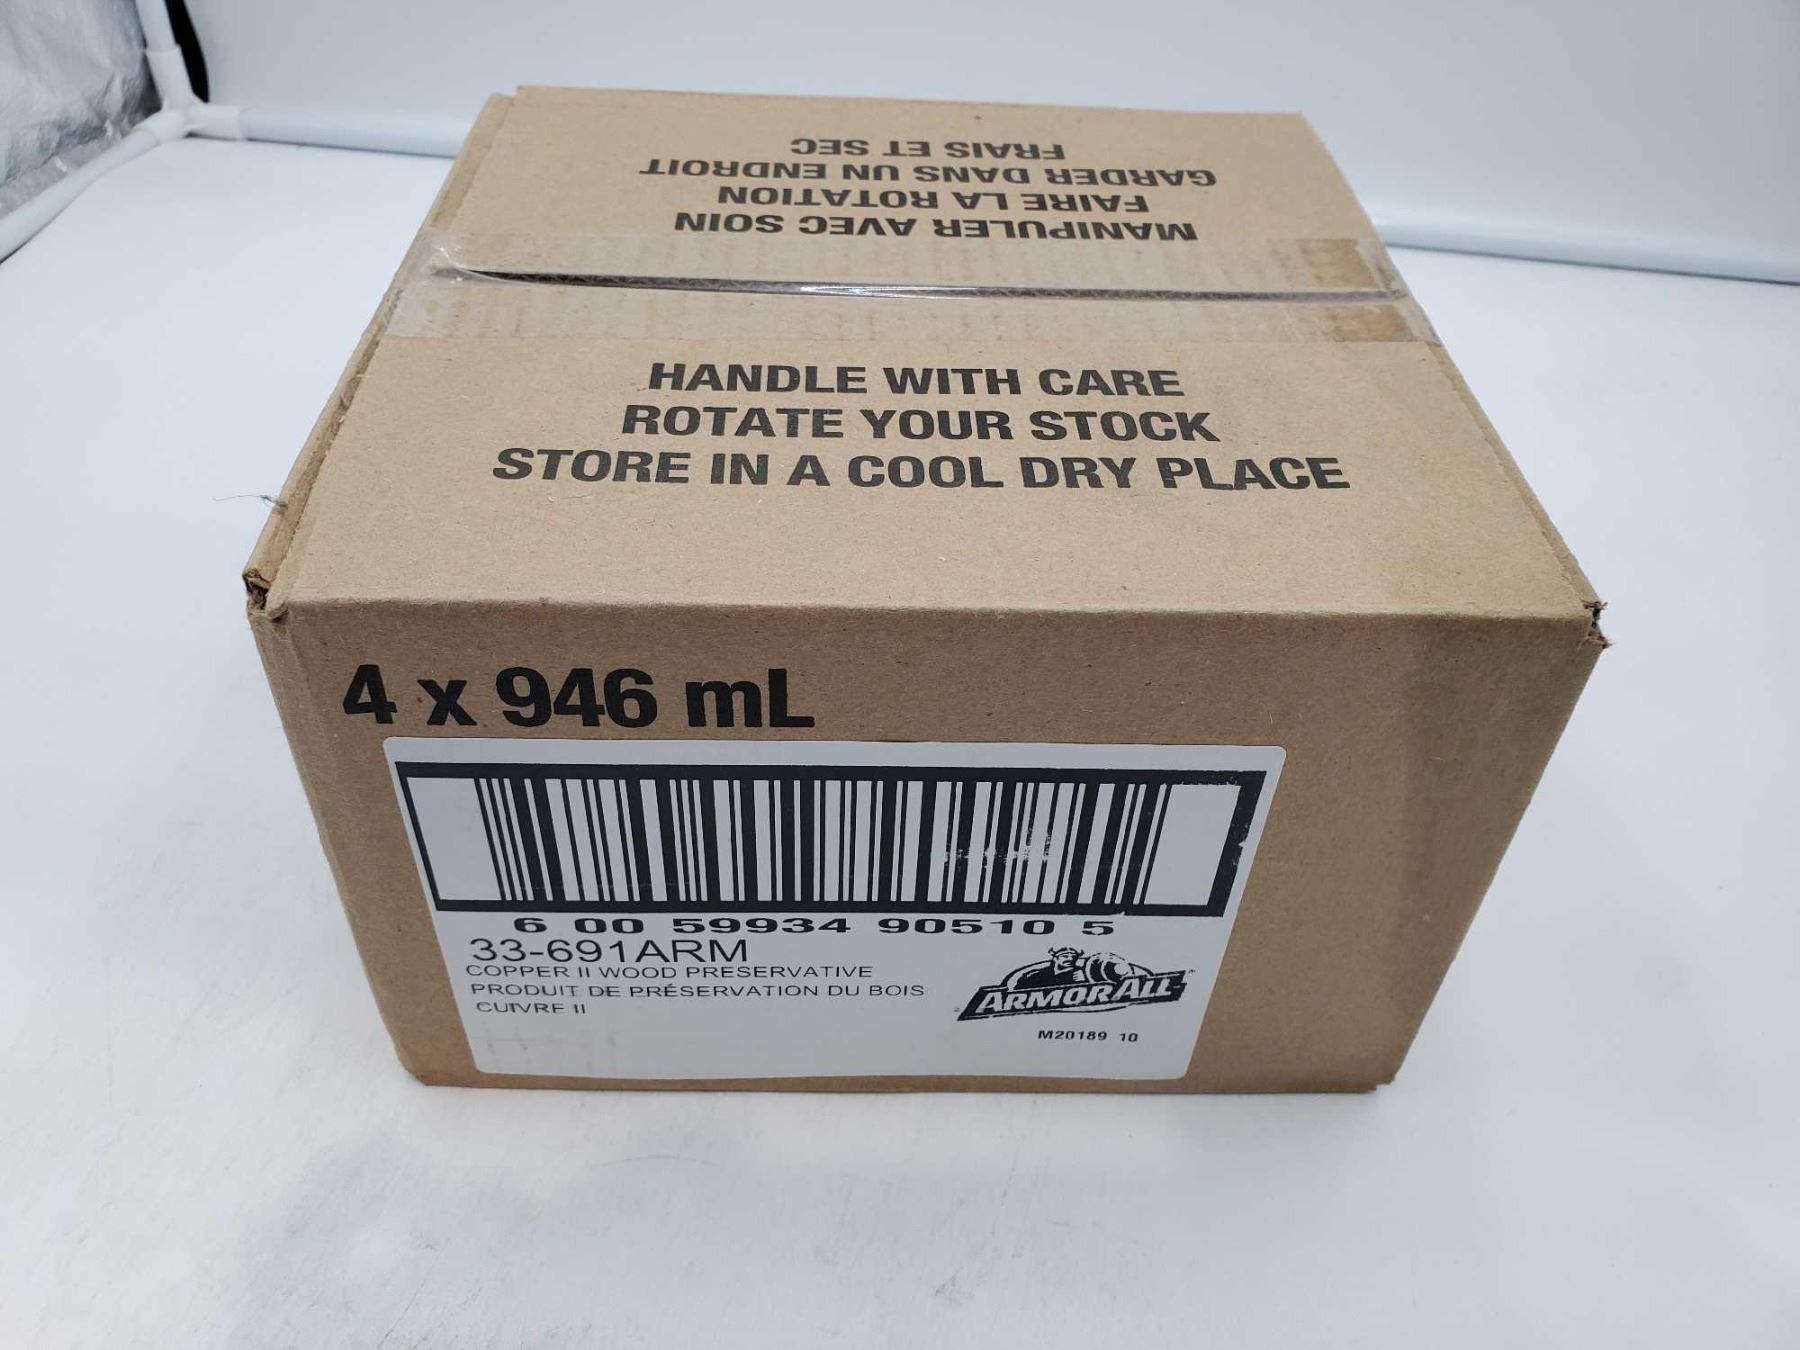 MANIPULER AVEC SOIN
FAIRE LA ROTATION
GARDER DANS UN ENDROIT
FRAIS ET SEC
HANDLE WITH CARE
ROTATE YOUR STOCK
STORE IN A COOL DRY PLACE
4 x 946 mL
6 00 59934 90510 5
33-691ARM
COPPER II WOOD PRESERVATIVE
PRODUIT DE PRÉSERVATION DU BOIS
CUIVRE II
ARMOR ALL
M20189 10